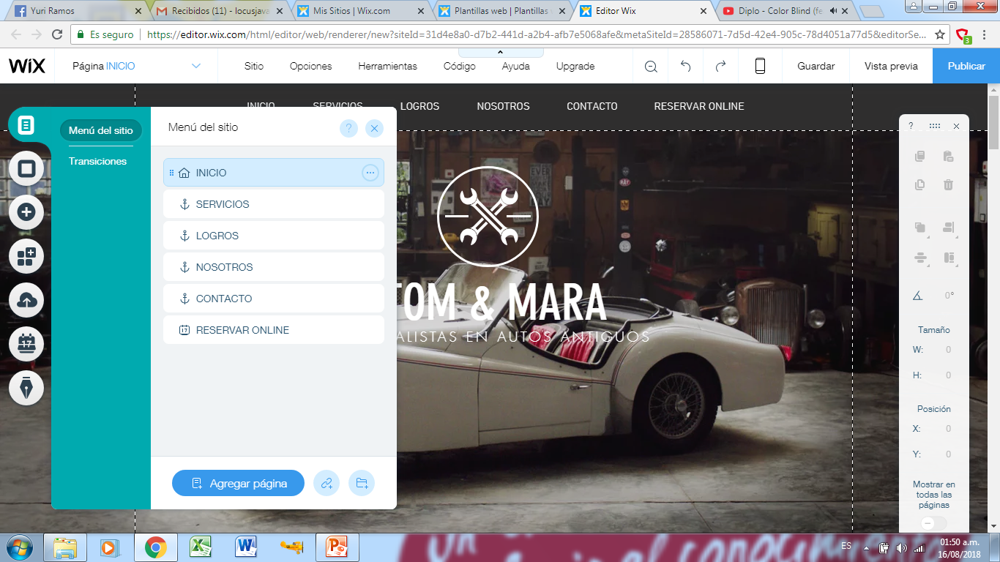 Yuri Ramos
Recibidos (11) - locusjava
Mis Sitios | Wix.com
Plantillas web | Plantillas
Editor Wix
Diplo - Color Blind (fe
Es seguro
https://editor.wix.com/html/editor/web/renderer/new?siteId=31d4e8a0-d7b2-441d-a2b4-afb7e5068afe&metaSiteId=28586071-7d5d-42e4-905c-78d4051a77d5&editorSe...
3
WiX
Página INICIO
Sitio
Opciones
Herramientas
Código
Ayuda
Upgrade
Guardar
Vista previa
Publicar
INICIO
SERVICIOS
LOGROS
NOSOTROS
CONTACTO
RESERVAR ONLINE
Menú del sitio
Transiciones
Menú del sitio
?
INICIO
SERVICIOS
LOGROS
NOSOTROS
CONTACTO
RESERVAR ONLINE
Agregar página
17
TOM & MARA
ALISTAS EN AUTOS ANTIGUOS
?
0°
Tamaño
W: 0
H: 0
Posición
X: 0
Y: 0
Mostrar en
todas las
páginas
ES
01:50 a.m.
16/08/2018